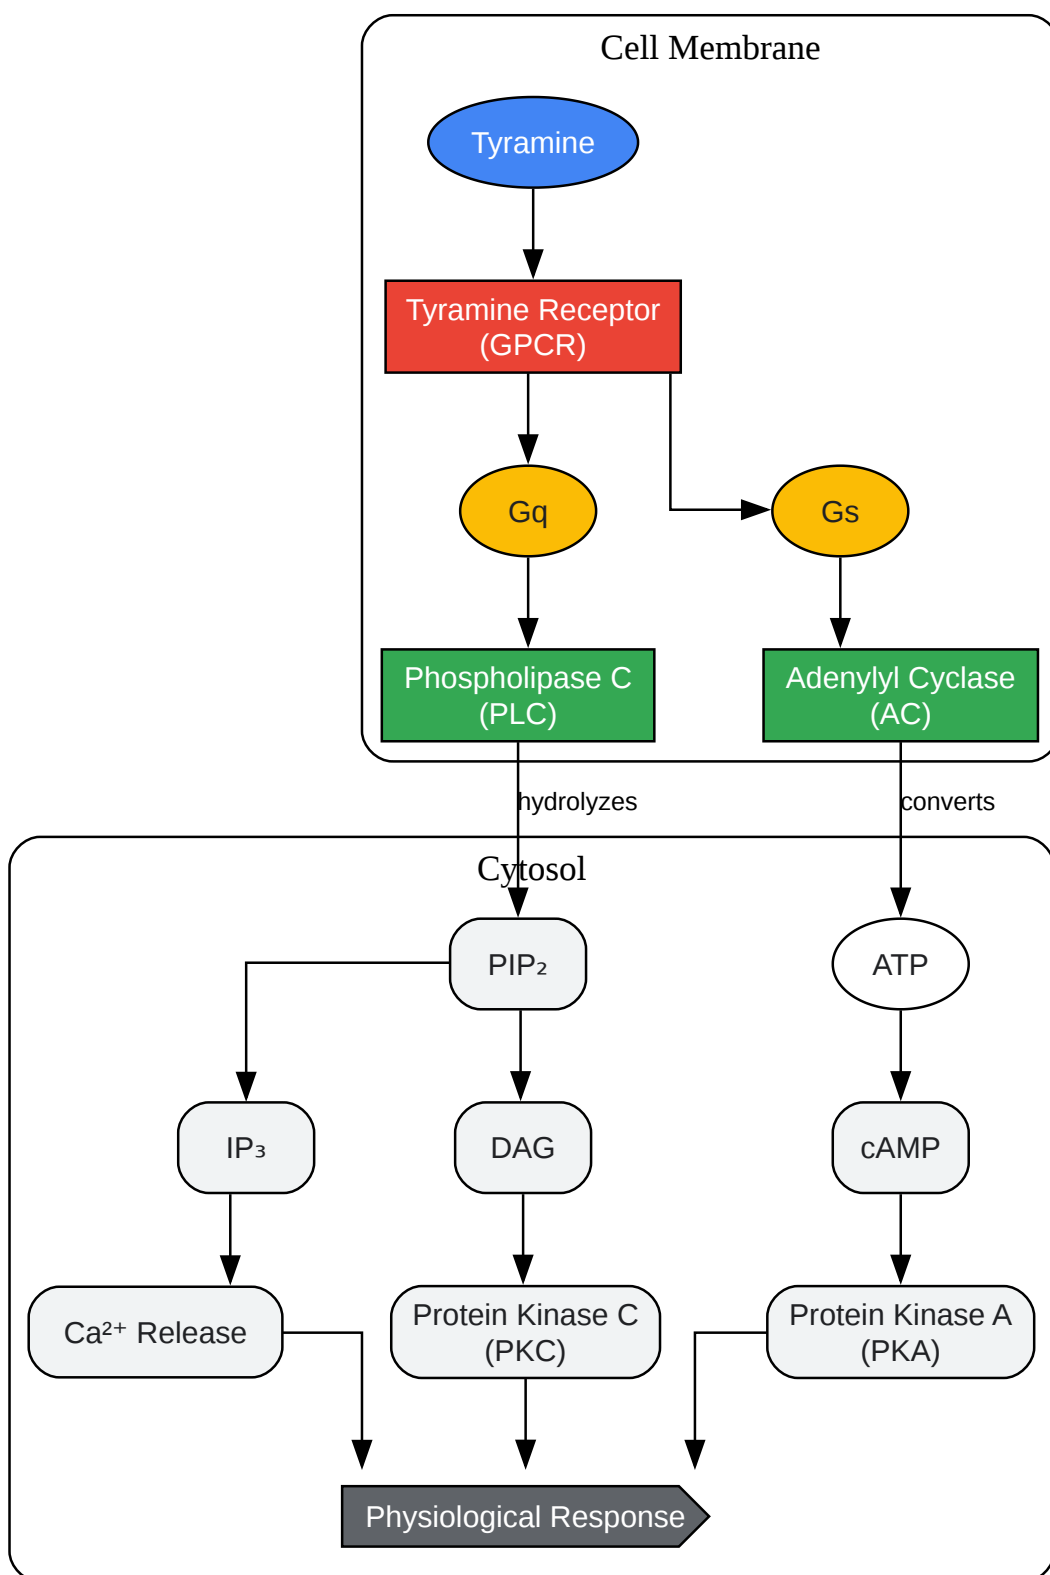 Cell Membrane
Tyramine
Tyramine Receptor
(GPCR)
Gq
Gs
Phospholipase C
(PLC)
Adenylyl Cyclase
(AC)
hydrolyzes
converts
Cytosol
PIP₂
ATP
IP₃
DAG
cAMP
Ca²⁺ Release
Protein Kinase C
(PKC)
Protein Kinase A
(PKA)
Physiological Response